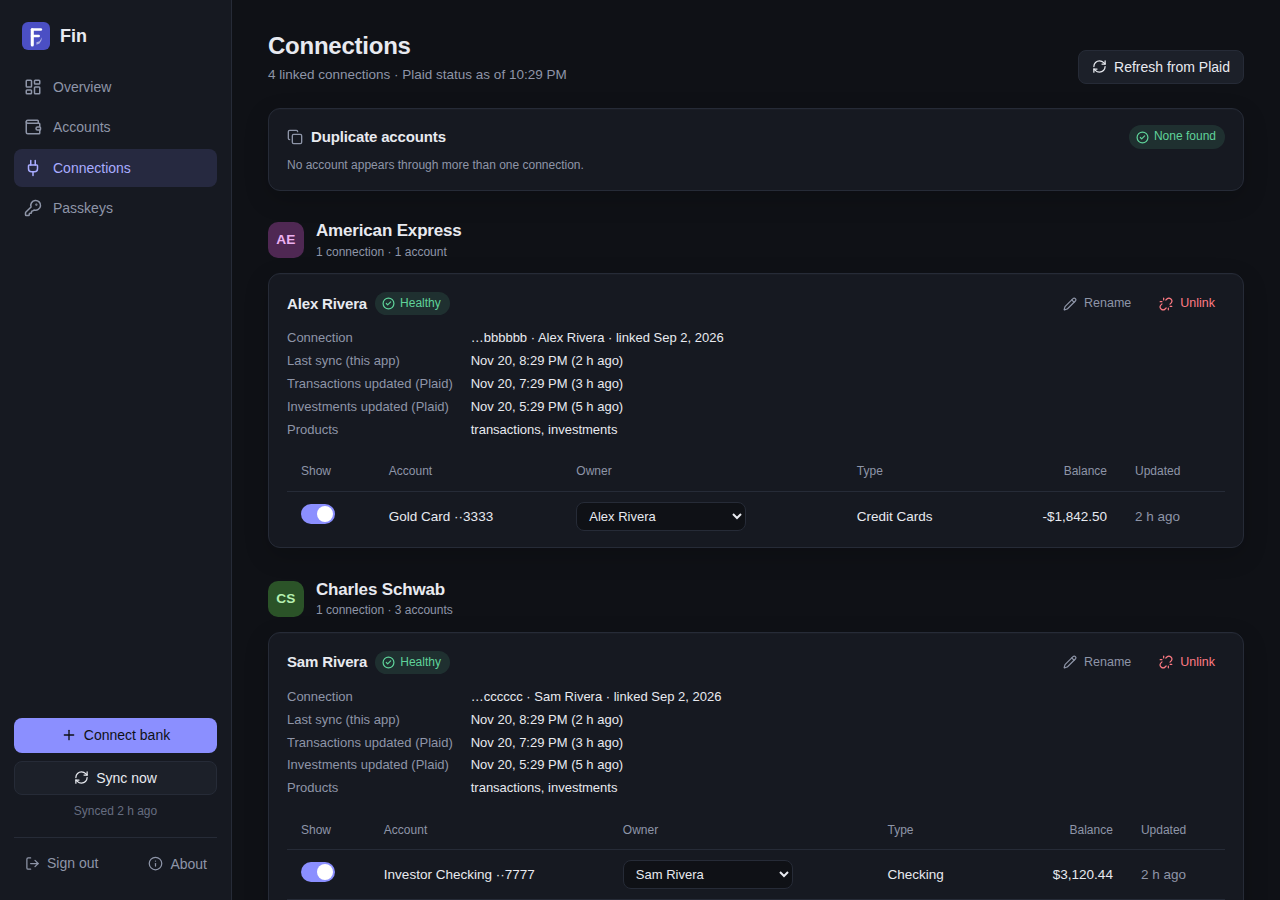 Fin
Overview
Accounts
Connections
Passkeys
Connect bank
Sync now
Synced 2 h ago
Sign out
About
Connections
4 linked connections · Plaid status as of 10:29 PM
Refresh from Plaid
Duplicate accounts
None found
No account appears through more than one connection.
AE
American Express
1 connection · 1 account
Alex Rivera Healthy Rename Unlink
Connection …bbbbbb · Alex Rivera · linked Sep 2, 2026
Last sync (this app) Nov 20, 8:29 PM (2 h ago)
Transactions updated (Plaid) Nov 20, 7:29 PM (3 h ago)
Investments updated (Plaid) Nov 20, 5:29 PM (5 h ago)
Products transactions, investments
Show Account Owner Type Balance Updated
Gold Card ··3333 Alex Rivera Credit Cards -$1,842.50 2 h ago
CS
Charles Schwab
1 connection · 3 accounts
Sam Rivera Healthy Rename Unlink
Connection …cccccc · Sam Rivera · linked Sep 2, 2026
Last sync (this app) Nov 20, 8:29 PM (2 h ago)
Transactions updated (Plaid) Nov 20, 7:29 PM (3 h ago)
Investments updated (Plaid) Nov 20, 5:29 PM (5 h ago)
Products transactions, investments
Show Account Owner Type Balance Updated
Investor Checking ··7777 Sam Rivera Checking $3,120.44 2 h ago